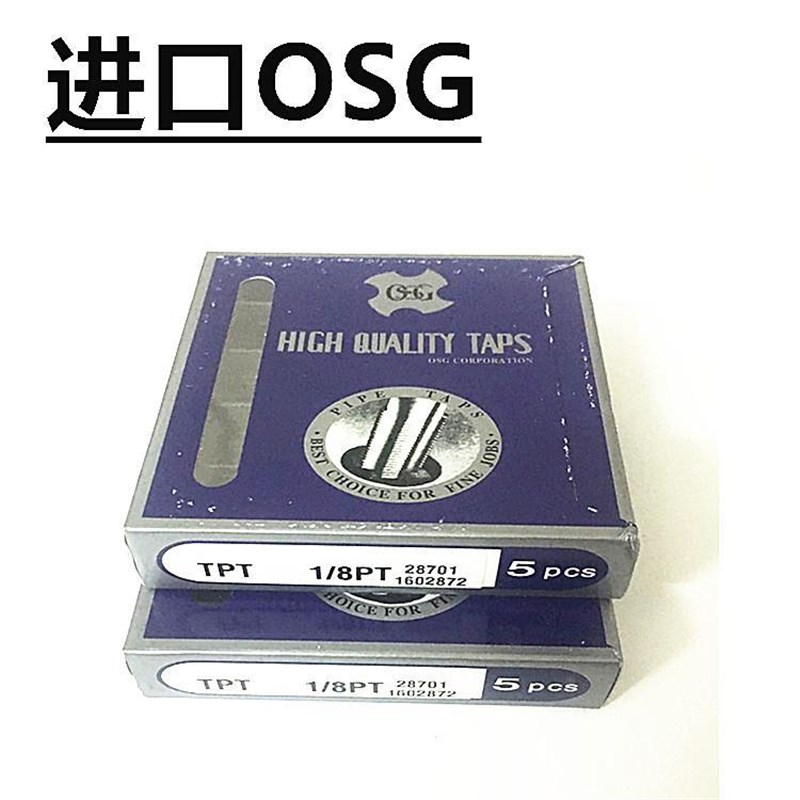 进口OSG
OSG
HIGH QUALITY TAPS
OSG CORPORATION
PIPE TAPS
· BEST CHOICE FOR FINE JOBS ·
TPT 1/8PT 28701 5 pcs
1602872
HOICE FOR FIN
TPT 1/8PT 28701 5 pcs
1602872